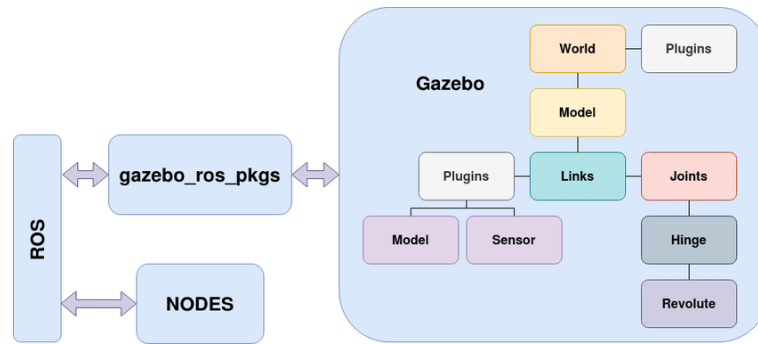 World
Plugins
Gazebo
Model
gazebo_ros_pkgs
Plugins
Links
Joints
ROS
Model
Sensor
Hinge
NODES
Revolute